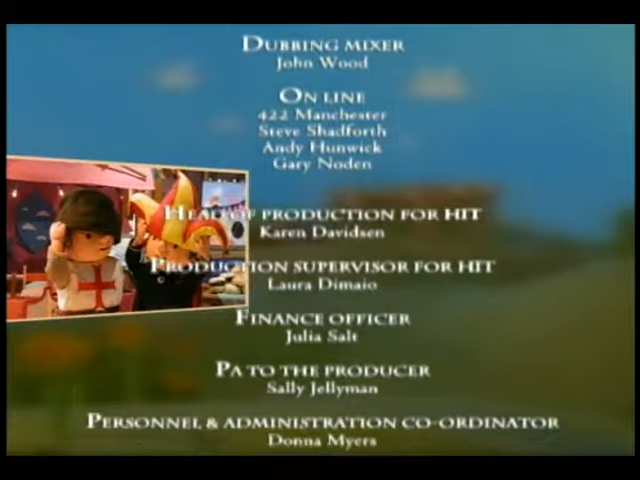 Dubbing mixer
John Wood
On line
422 Manchester
Steve Shadforth
Andy Hunwick
Gary Noden
Head of production for HIT
Karen Davidsen
Production supervisor for HIT
Laura Dimaio
Finance officer
Julia Salt
PA to the producer
Sally Jellyman
Personnel & administration co-ordinator
Donna Myers